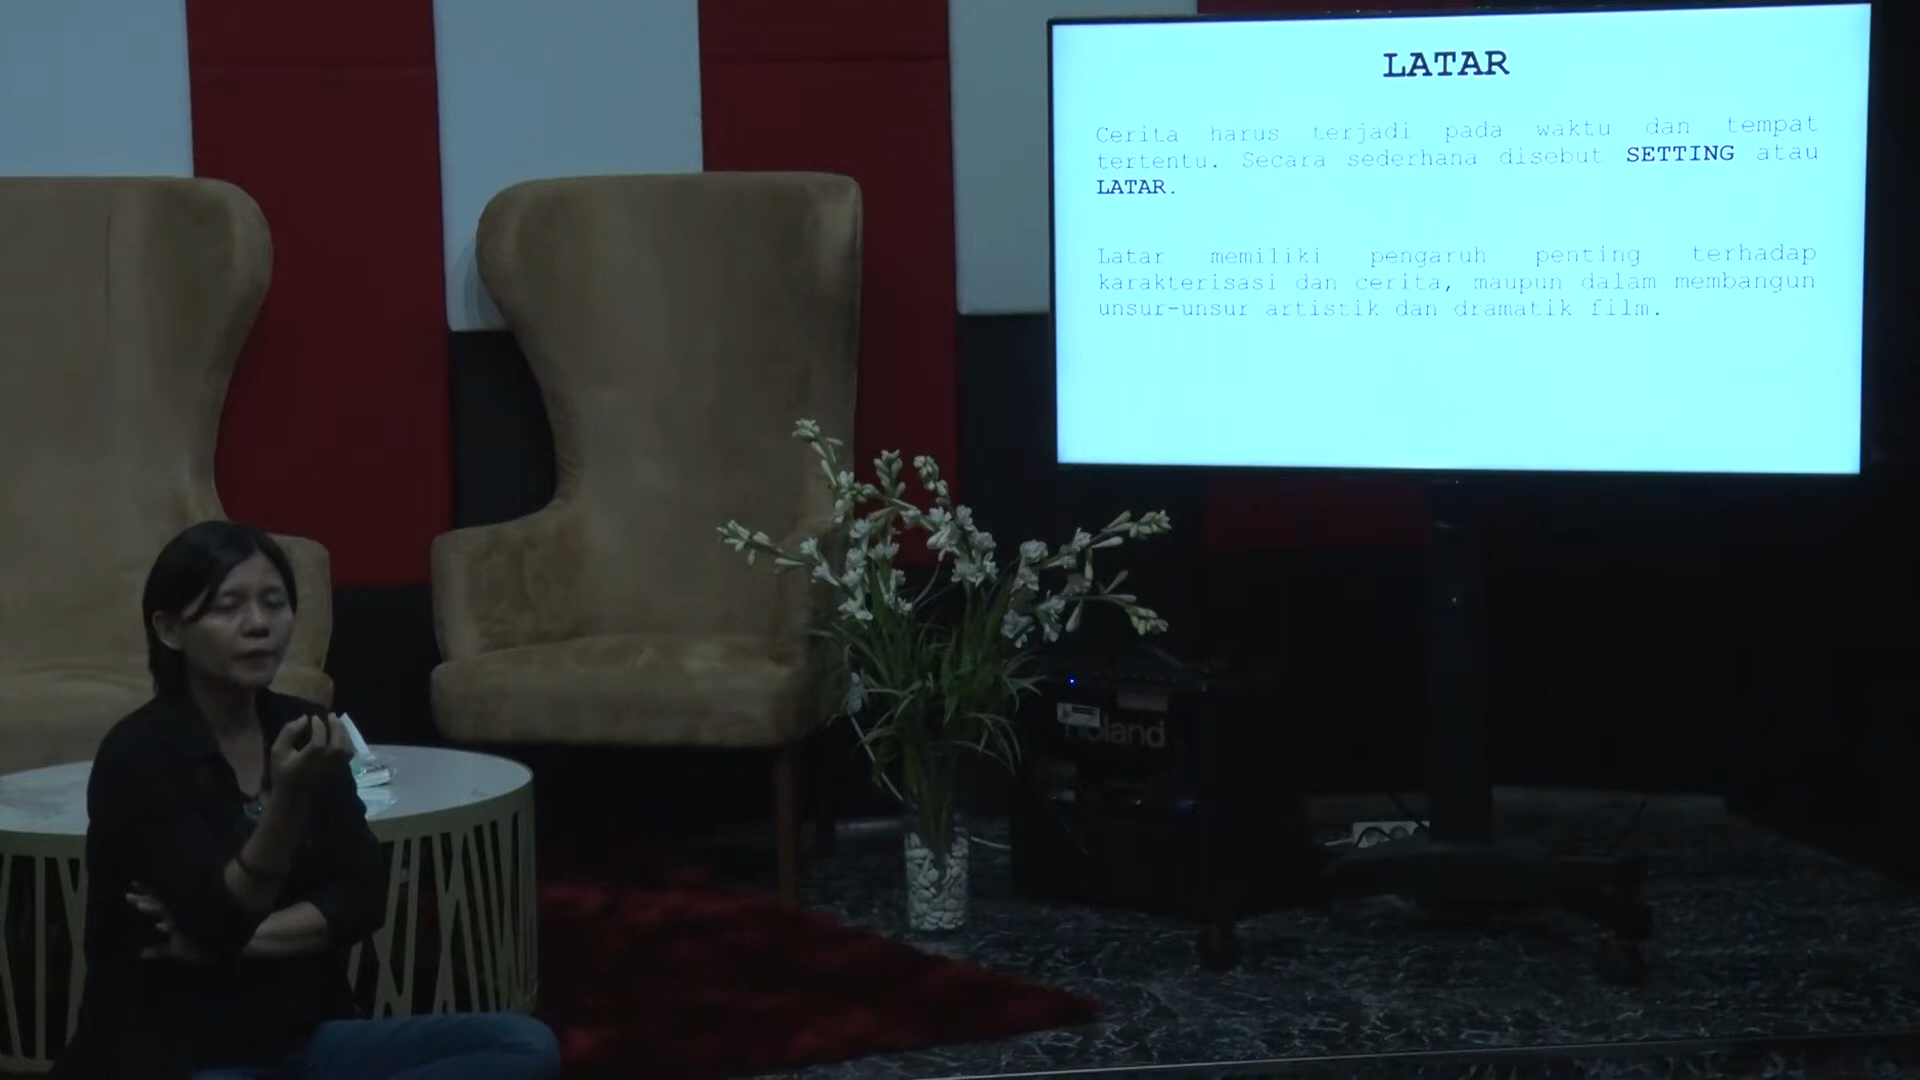 LATAR
Cerita harus terjadi pada waktu dan tempat
tertentu. Secara sederhana disebut SETTING atau
LATAR.
Latar memiliki pengaruh penting terhadap
karakterisasi dan cerita, maupun dalam membangun
unsur-unsur artistik dan dramatik film.
Roland